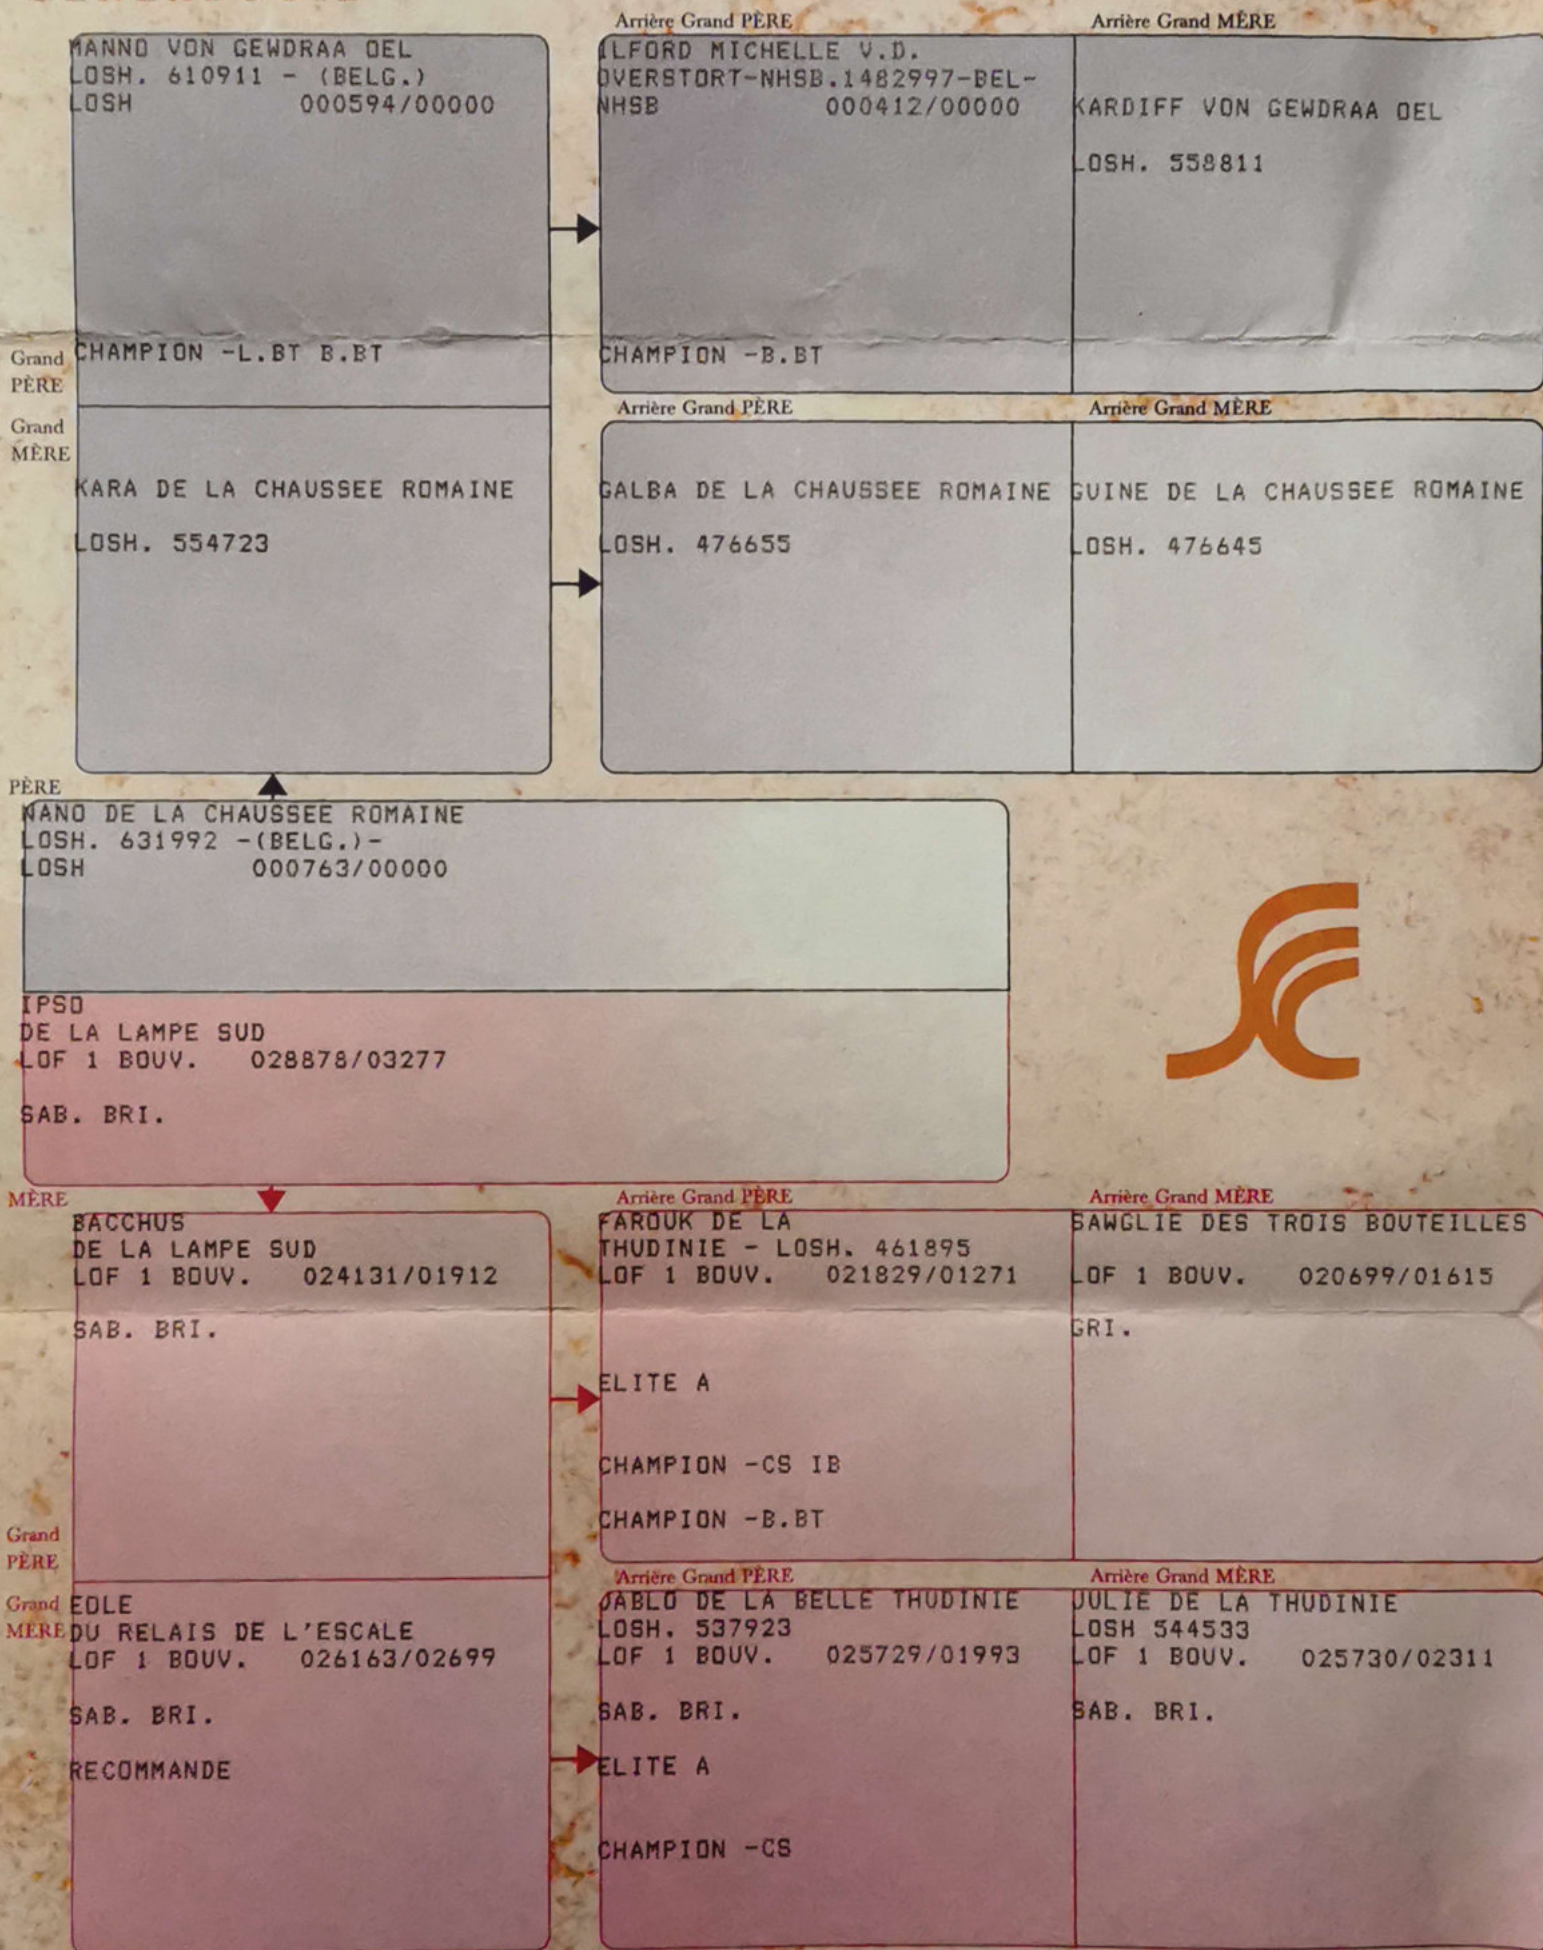 Arrière Grand PÈRE
Arrière Grand MÈRE
MANNO VON GEWDRAA OEL
LOSH. 610911 - (BELG.)
LOSH 000594/00000
CHAMPION -L.BT B.BT
ILFORD MICHELLE V.D.
OVERSTORT-NHSB.1482997-BEL-
NHSB 000412/00000
CHAMPION -B.BT
KARDIFF VON GEWDRAA OEL
LOSH. 558811
Grand
PÈRE
Grand
MÈRE
KARA DE LA CHAUSSEE ROMAINE
LOSH. 554723
Arrière Grand PÈRE
Arrière Grand MÈRE
GALBA DE LA CHAUSSEE ROMAINE
LOSH. 476655
GUINE DE LA CHAUSSEE ROMAINE
LOSH. 476645
PÈRE
NANO DE LA CHAUSSEE ROMAINE
LOSH. 631992 -(BELG.)-
LOSH 000763/00000
IPSO
DE LA LAMPE SUD
LOF 1 BOUV. 028878/03277
SAB. BRI.
MÈRE
BACCHUS
DE LA LAMPE SUD
LOF 1 BOUV. 024131/01912
SAB. BRI.
Arrière Grand PÈRE
Arrière Grand MÈRE
FAROUK DE LA
THUDINIE - LOSH. 461895
LOF 1 BOUV. 021829/01271
ELITE A
CHAMPION -CS IB
CHAMPION -B.BT
SAWGLIE DES TROIS BOUTEILLES
LOF 1 BOUV. 020699/01615
GRI.
Grand
PÈRE
Grand
MÈRE
EOLE
DU RELAIS DE L'ESCALE
LOF 1 BOUV. 026163/02699
SAB. BRI.
RECOMMANDE
Arrière Grand PÈRE
Arrière Grand MÈRE
JABLO DE LA BELLE THUDINIE
LOSH. 537923
LOF 1 BOUV. 025729/01993
SAB. BRI.
ELITE A
CHAMPION -CS
JULIE DE LA THUDINIE
LOSH 544533
LOF 1 BOUV. 025730/02311
SAB. BRI.